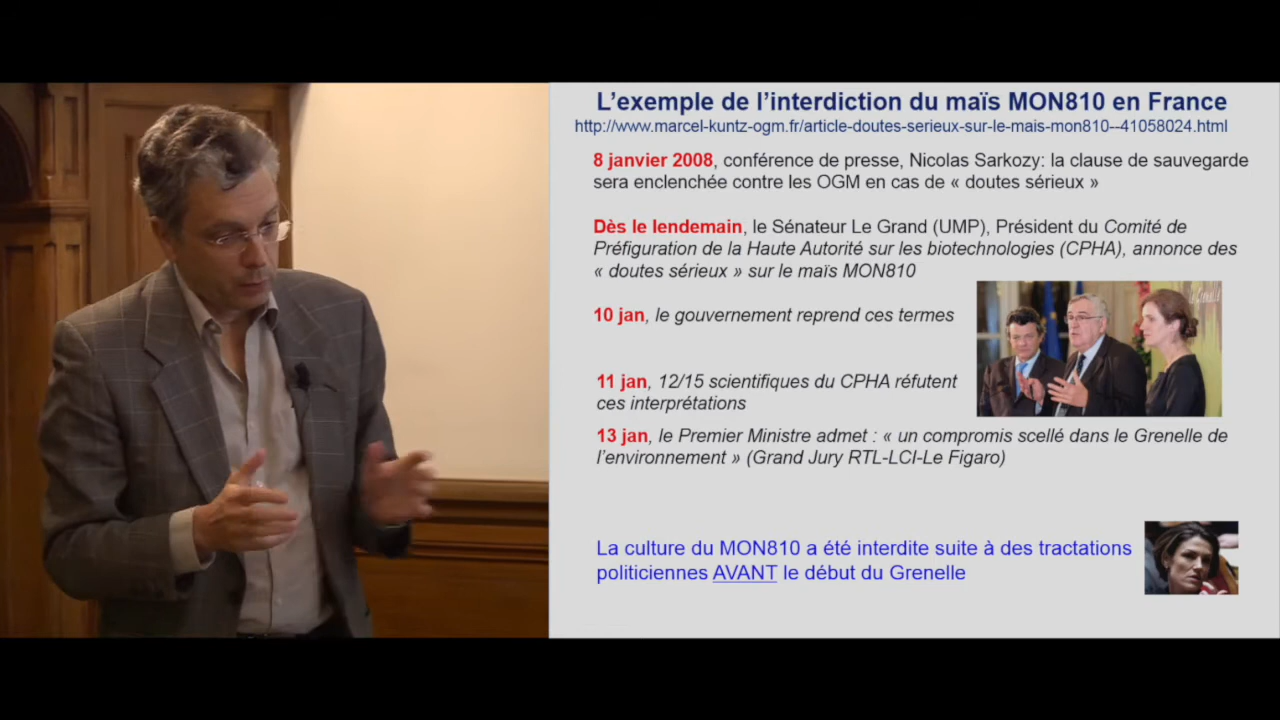 L'exemple de l'interdiction du maïs MON810 en France
http://www.marcel-kuntz-ogm.fr/article-doutes-serieux-sur-le-mais-mon810--41058024.html
8 janvier 2008, conférence de presse, Nicolas Sarkozy: la clause de sauvegarde
sera enclenchée contre les OGM en cas de « doutes sérieux »
Dès le lendemain, le Sénateur Le Grand (UMP), Président du Comité de
Préfiguration de la Haute Autorité sur les biotechnologies (CPHA), annonce des
« doutes sérieux » sur le maïs MON810
10 jan, le gouvernement reprend ces termes
11 jan, 12/15 scientifiques du CPHA réfutent
ces interprétations
13 jan, le Premier Ministre admet : « un compromis scellé dans le Grenelle de
l'environnement » (Grand Jury RTL-LCI-Le Figaro)
La culture du MON810 a été interdite suite à des tractations
politiciennes AVANT le début du Grenelle